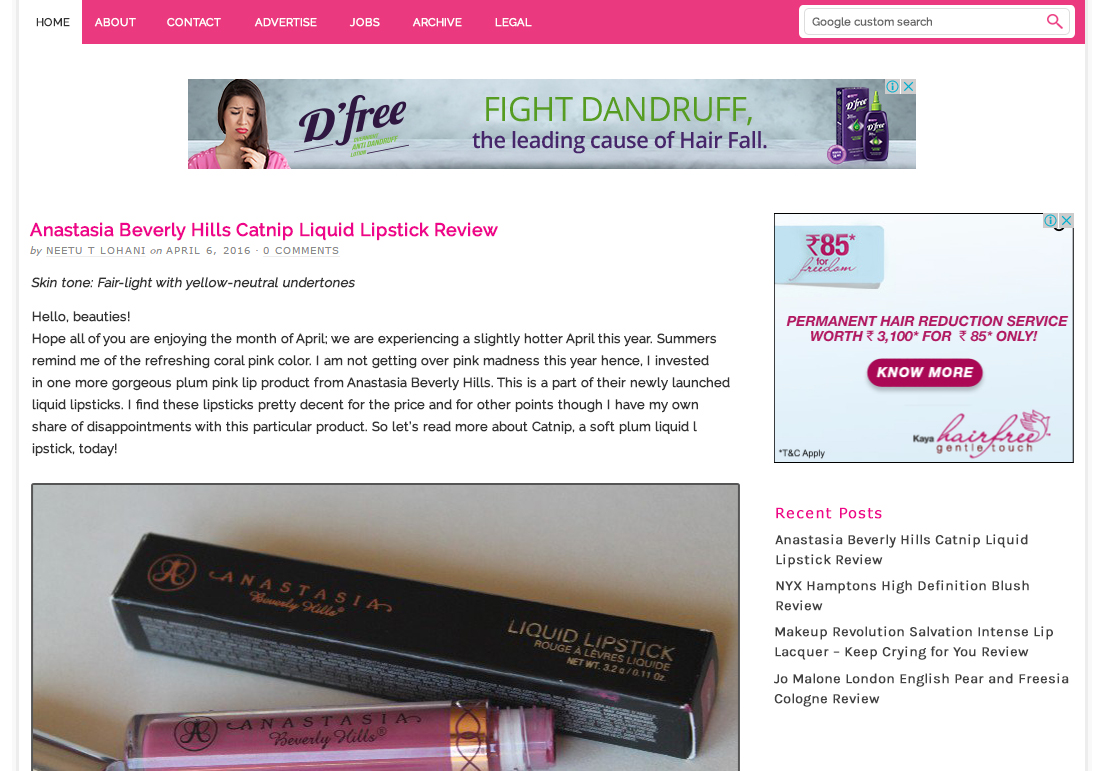 HOME ABOUT CONTACT ADVERTISE JOBS ARCHIVE LEGAL
Google custom search
D'free
ANTI DANDRUFF
LOTION
FIGHT DANDRUFF,
the leading cause of Hair Fall.
D'free
Anastasia Beverly Hills Catnip Liquid Lipstick Review
by NEETU T LOHANI on APRIL 6, 2016 · 0 COMMENTS
Skin tone: Fair-light with yellow-neutral undertones
Hello, beauties!
Hope all of you are enjoying the month of April; we are experiencing a slightly hotter April this year. Summers
remind me of the refreshing coral pink color. I am not getting over pink madness this year hence, I invested
in one more gorgeous plum pink lip product from Anastasia Beverly Hills. This is a part of their newly launched
liquid lipsticks. I find these lipsticks pretty decent for the price and for other points though I have my own
share of disappointments with this particular product. So let's read more about Catnip, a soft plum liquid l
ipstick, today!
ANASTASIA
Beverly Hills®
LIQUID LIPSTICK
ROUGE À LÈVRES LIQUIDE
NET WT. 3.2 g / 0.11 Oz.
ANASTASIA
Beverly Hills®
₹85*
for
freedom
PERMANENT HAIR REDUCTION SERVICE
WORTH ₹ 3,100* FOR ₹ 85* ONLY!
KNOW MORE
Kaya hairfree
gentle touch
*T&C Apply
Recent Posts
Anastasia Beverly Hills Catnip Liquid
Lipstick Review
NYX Hamptons High Definition Blush
Review
Makeup Revolution Salvation Intense Lip
Lacquer – Keep Crying for You Review
Jo Malone London English Pear and Freesia
Cologne Review